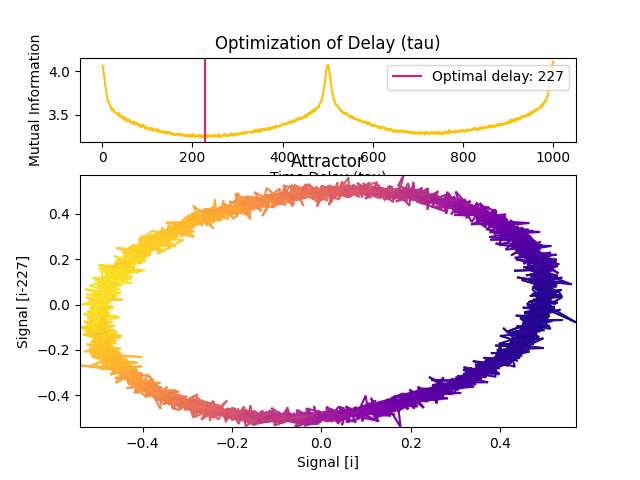 Optimization of Delay (tau)
Mutual Information
4.0
3.5
Optimal delay: 227
0 200 400 600 800 1000
Time Delay (tau)
Attractor
Signal [i-227]
0.4
0.2
0.0
−0.2
−0.4
−0.4 −0.2 0.0 0.2 0.4
Signal [i]